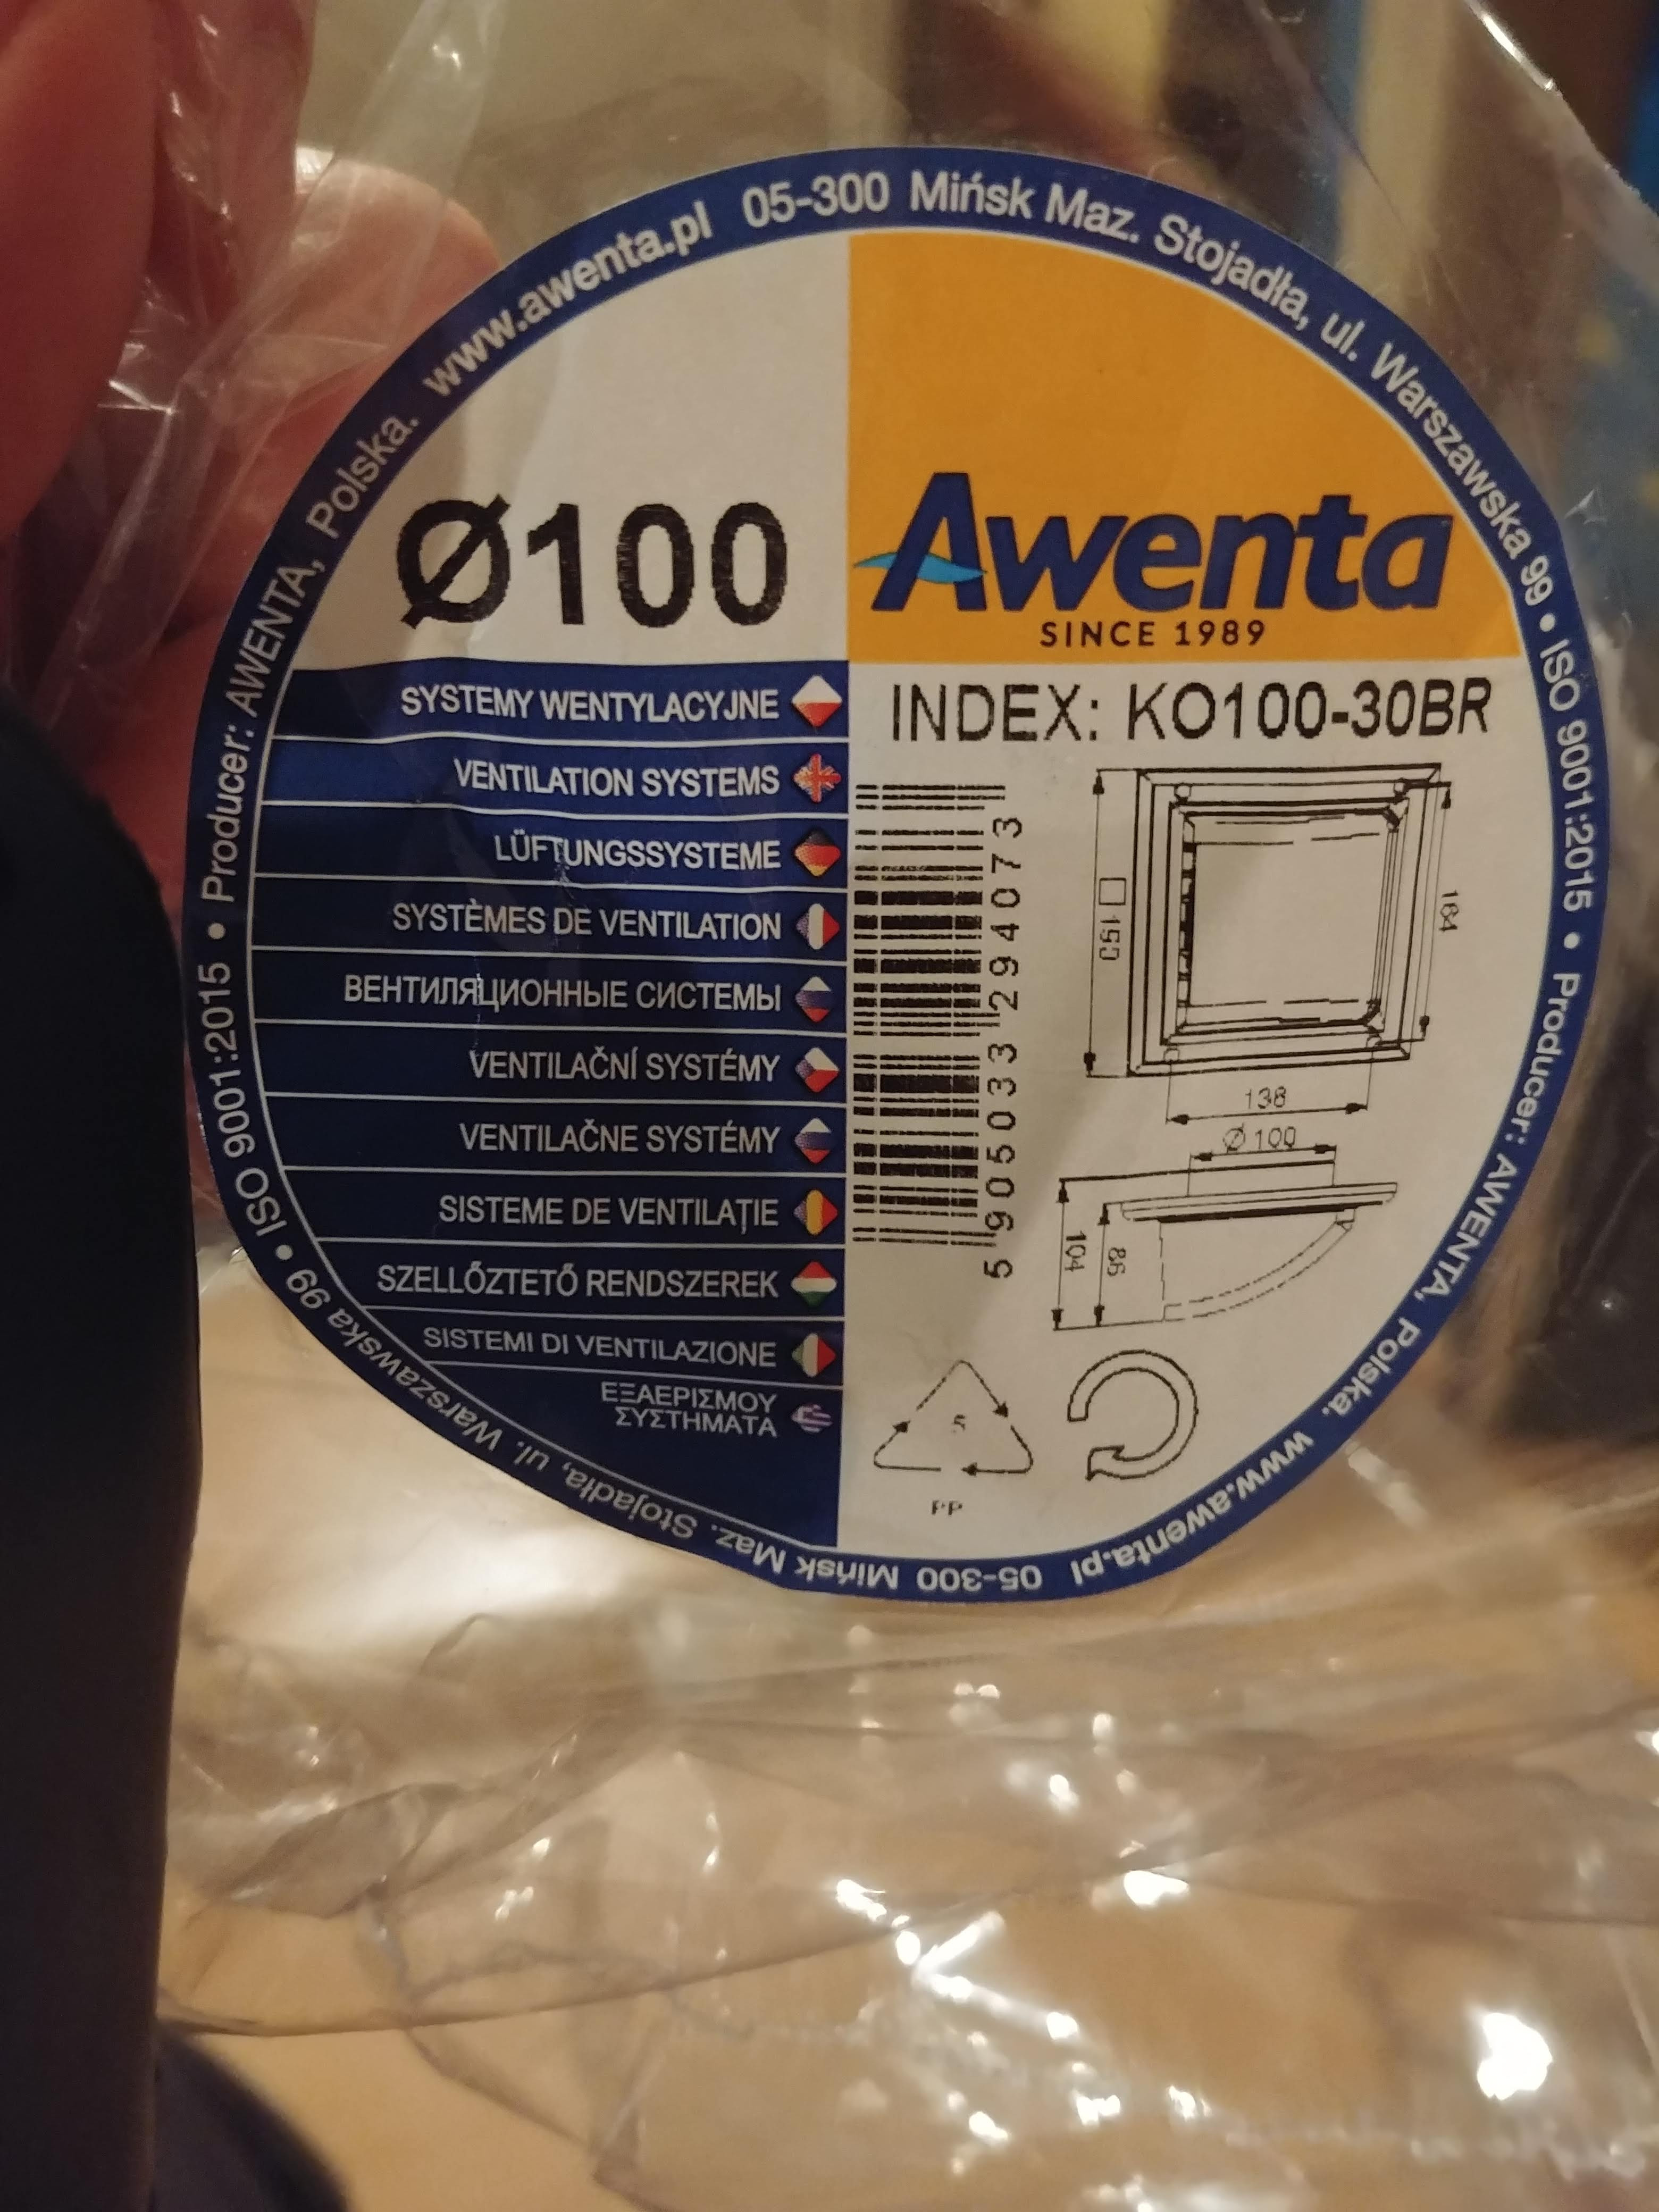 • Producer: AWENTA, Polska. www.awenta.pl 05-300 Mińsk Maz. Stojadła, ul. Warszawska 99 • ISO 9001:2015
• Producer: AWENTA, Polska. www.awenta.pl 05-300 Mińsk Maz. Stojadła, ul. Warszawska 99 • ISO 9001:2015
Ø100
Awenta
SINCE 1989
SYSTEMY WENTYLACYJNE
VENTILATION SYSTEMS
LÜFTUNGSSYSTEME
SYSTÈMES DE VENTILATION
ВЕНТИЛЯЦИОННЫЕ СИСТЕМЫ
VENTILAČNÍ SYSTÉMY
VENTILAČNE SYSTÉMY
SISTEME DE VENTILAȚIE
SZELLŐZTETŐ RENDSZEREK
SISTEMI DI VENTILAZIONE
ΕΞΑΕΡΙΣΜΟΥ
ΣΥΣΤΗΜΑΤΑ
INDEX: KO100-30BR
5 905033 294073
164
138
Ø 100
104
86
5
PP